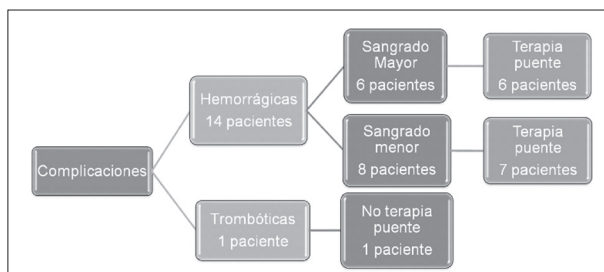 Complicaciones
Hemorrágicas
14 pacientes
Sangrado
Mayor
6 pacientes
Terapia
puente
6 pacientes
Sangrado
menor
8 pacientes
Terapia
puente
7 pacientes
Trombóticas
1 paciente
No terapia
puente
1 paciente